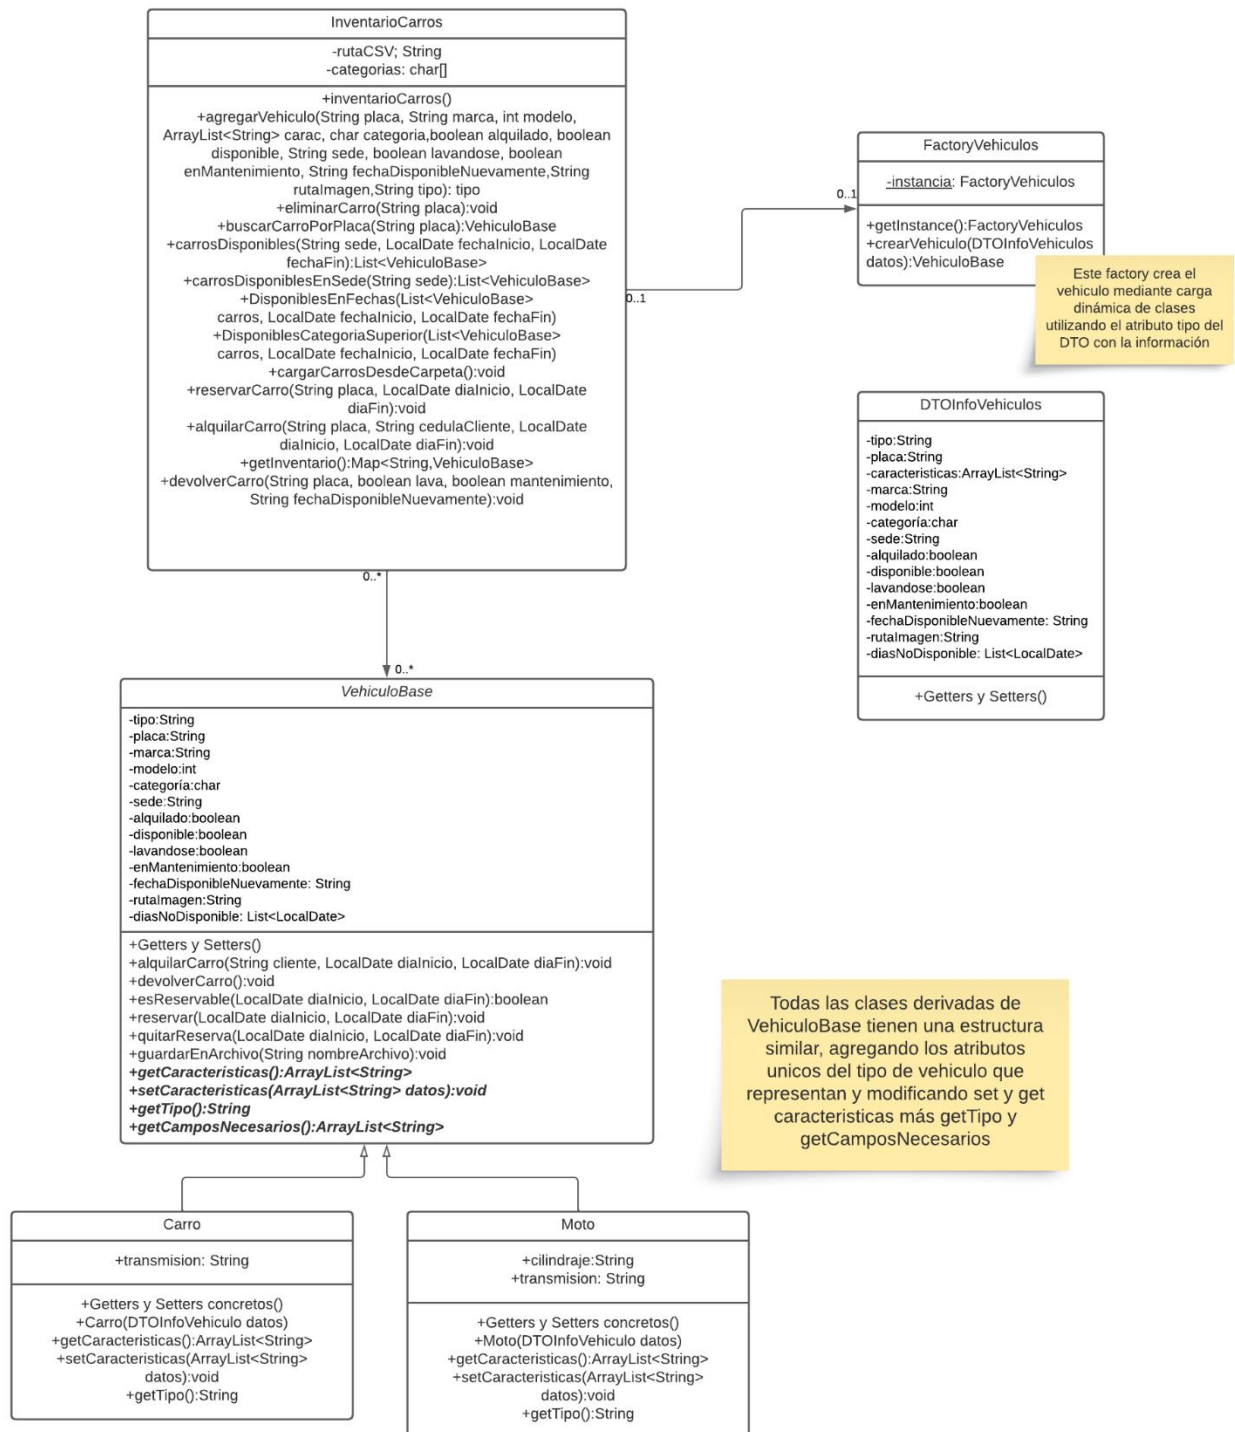 InventarioCarros
-rutaCSV; String
-categorias: char[]
+inventarioCarros()
+agregarVehiculo(String placa, String marca, int modelo,
ArrayList<String> carac, char categoria,boolean alquilado, boolean
disponible, String sede, boolean lavandose, boolean
enMantenimiento, String fechaDisponibleNuevamente,String
rutaImagen,String tipo): tipo
+eliminarCarro(String placa):void
+buscarCarroPorPlaca(String placa):VehiculoBase
+carrosDisponibles(String sede, LocalDate fechaInicio, LocalDate
fechaFin):List<VehiculoBase>
+carrosDisponiblesEnSede(String sede):List<VehiculoBase>
+DisponiblesEnFechas(List<VehiculoBase>
carros, LocalDate fechaInicio, LocalDate fechaFin)
+DisponiblesCategoriaSuperior(List<VehiculoBase>
carros, LocalDate fechaInicio, LocalDate fechaFin)
+cargarCarrosDesdeCarpeta():void
+reservarCarro(String placa, LocalDate diaInicio, LocalDate
diaFin):void
+alquilarCarro(String placa, String cedulaCliente, LocalDate
diaInicio, LocalDate diaFin):void
+getInventario():Map<String,VehiculoBase>
+devolverCarro(String placa, boolean lava, boolean mantenimiento,
String fechaDisponibleNuevamente):void
0..1
0..1
FactoryVehiculos
-instancia: FactoryVehiculos
+getInstance():FactoryVehiculos
+crearVehiculo(DTOInfoVehiculos
datos):VehiculoBase
Este factory crea el
vehiculo mediante carga
dinámica de clases
utilizando el atributo tipo del
DTO con la información
DTOInfoVehiculos
-tipo:String
-placa:String
-caracteristicas:ArrayList<String>
-marca:String
-modelo:int
-categoría:char
-sede:String
-alquilado:boolean
-disponible:boolean
-lavandose:boolean
-enMantenimiento:boolean
-fechaDisponibleNuevamente: String
-rutaImagen:String
-diasNoDisponible: List<LocalDate>
+Getters y Setters()
0..*
0..*
VehiculoBase
-tipo:String
-placa:String
-marca:String
-modelo:int
-categoría:char
-sede:String
-alquilado:boolean
-disponible:boolean
-lavandose:boolean
-enMantenimiento:boolean
-fechaDisponibleNuevamente: String
-rutaImagen:String
-diasNoDisponible: List<LocalDate>
+Getters y Setters()
+alquilarCarro(String cliente, LocalDate diaInicio, LocalDate diaFin):void
+devolverCarro():void
+esReservable(LocalDate diaInicio, LocalDate diaFin):boolean
+reservar(LocalDate diaInicio, LocalDate diaFin):void
+quitarReserva(LocalDate diaInicio, LocalDate diaFin):void
+guardarEnArchivo(String nombreArchivo):void
+getCaracteristicas():ArrayList<String>
+setCaracteristicas(ArrayList<String> datos):void
+getTipo():String
+getCamposNecesarios():ArrayList<String>
Todas las clases derivadas de
VehiculoBase tienen una estructura
similar, agregando los atributos
unicos del tipo de vehiculo que
representan y modificando set y get
caracteristicas más getTipo y
getCamposNecesarios
Carro
+transmision: String
+Getters y Setters concretos()
+Carro(DTOInfoVehiculo datos)
+getCaracteristicas():ArrayList<String>
+setCaracteristicas(ArrayList<String>
datos):void
+getTipo():String
Moto
+cilindraje:String
+transmision: String
+Getters y Setters concretos()
+Moto(DTOInfoVehiculo datos)
+getCaracteristicas():ArrayList<String>
+setCaracteristicas(ArrayList<String>
datos):void
+getTipo():String